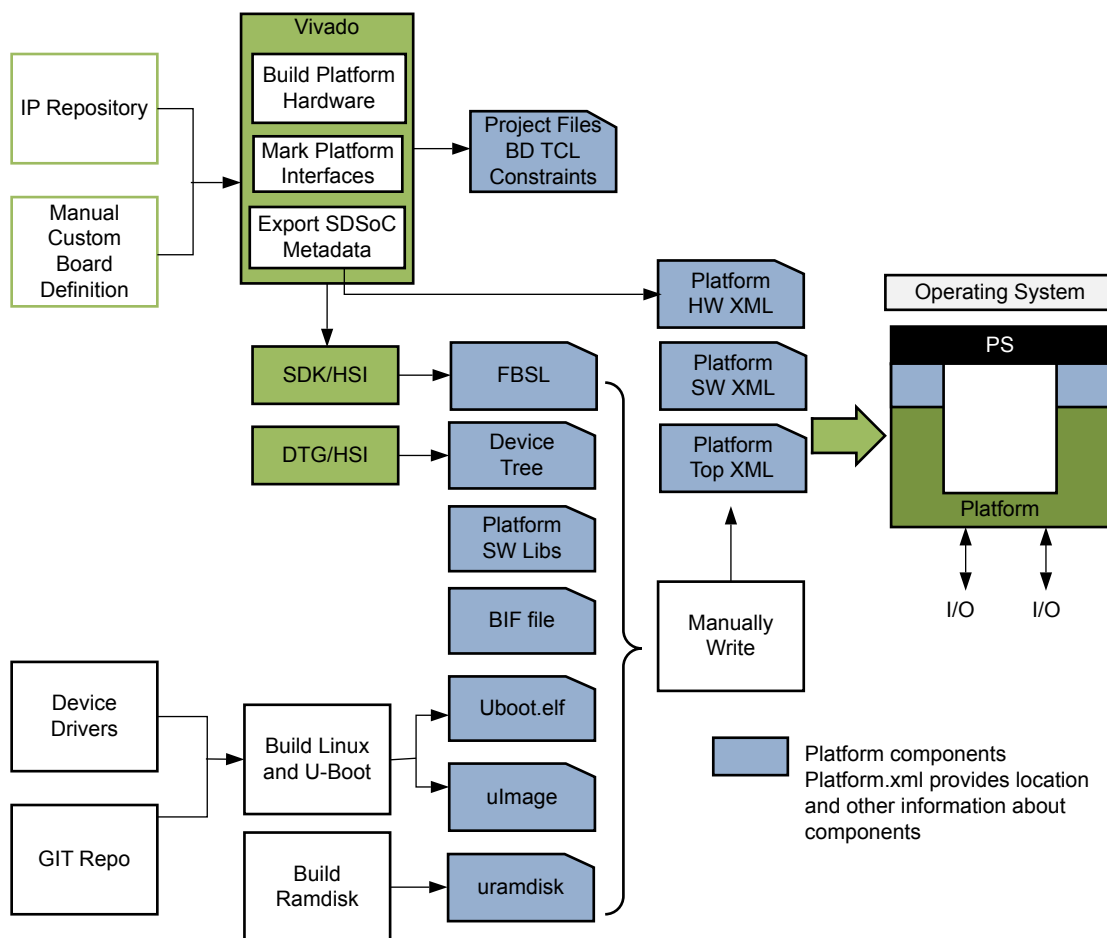 Vivado
IP Repository
Build Platform
Hardware
Mark Platform
Interfaces
Export SDSoC
Metadata
Manual
Custom
Board
Definition
Project Files
BD TCL
Constraints
Platform
HW XML
Platform
SW XML
Platform
Top XML
Operating System
PS
Platform
I/O
I/O
SDK/HSI
FBSL
DTG/HSI
Device
Tree
Platform
SW Libs
BIF file
Manually
Write
Device
Drivers
GIT Repo
Build Linux
and U-Boot
Uboot.elf
uImage
Build
Ramdisk
uramdisk
Platform components
Platform.xml provides location
and other information about
components